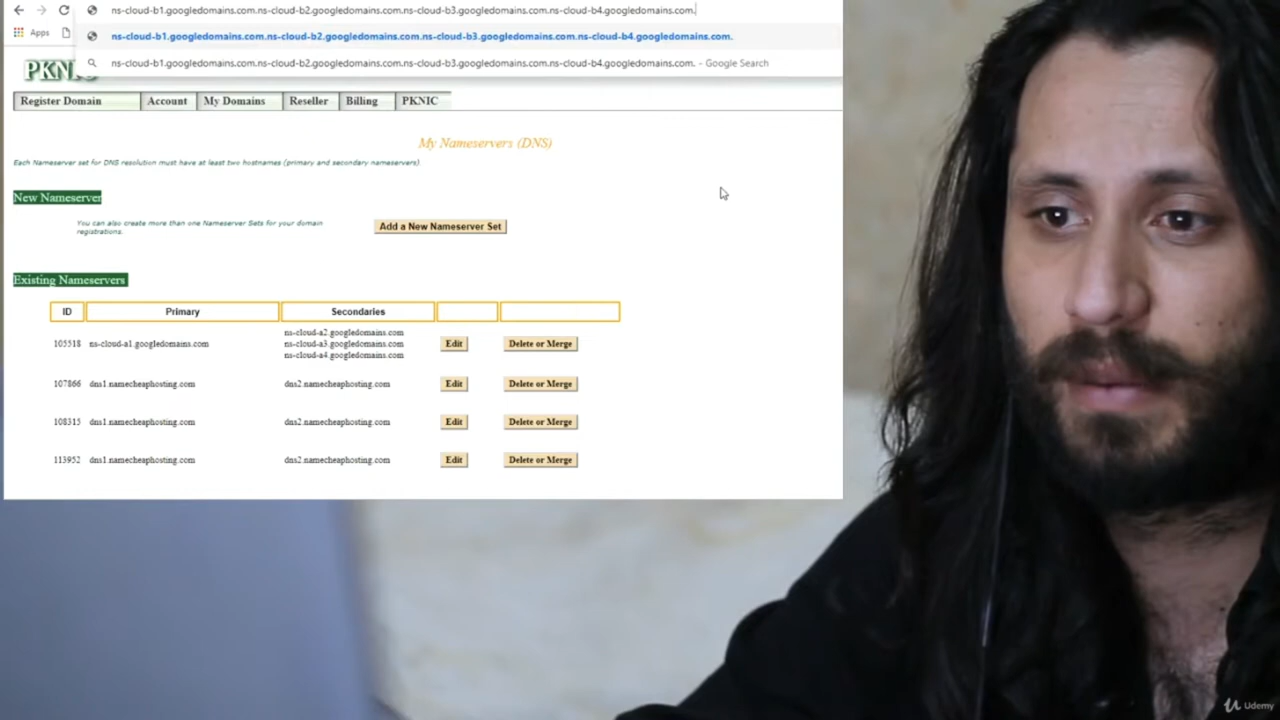 ns-cloud-b1.googledomains.com.ns-cloud-b2.googledomains.com.ns-cloud-b3.googledomains.com.ns-cloud-b4.googledomains.com.
Apps
ns-cloud-b1.googledomains.com.ns-cloud-b2.googledomains.com.ns-cloud-b3.googledomains.com.ns-cloud-b4.googledomains.com.
ns-cloud-b1.googledomains.com.ns-cloud-b2.googledomains.com.ns-cloud-b3.googledomains.com.ns-cloud-b4.googledomains.com. - Google Search
PKNIC
Register Domain Account My Domains Reseller Billing PKNIC
My Nameservers (DNS)
Each Nameserver set for DNS resolution must have at least two hostnames (primary and secondary nameservers)
New Nameserver
You can also create more than one Nameserver Sets for your domain
registrations.
Add a New Nameserver Set
Existing Nameservers
ID Primary Secondaries
105518 ns-cloud-a1.googledomains.com ns-cloud-a2.googledomains.com
ns-cloud-a3.googledomains.com
ns-cloud-a4.googledomains.com Edit Delete or Merge
107866 dns1.namecheaphosting.com dns2.namecheaphosting.com Edit Delete or Merge
108315 dns1.namecheaphosting.com dns2.namecheaphosting.com Edit Delete or Merge
113952 dns1.namecheaphosting.com dns2.namecheaphosting.com Edit Delete or Merge
Udemy